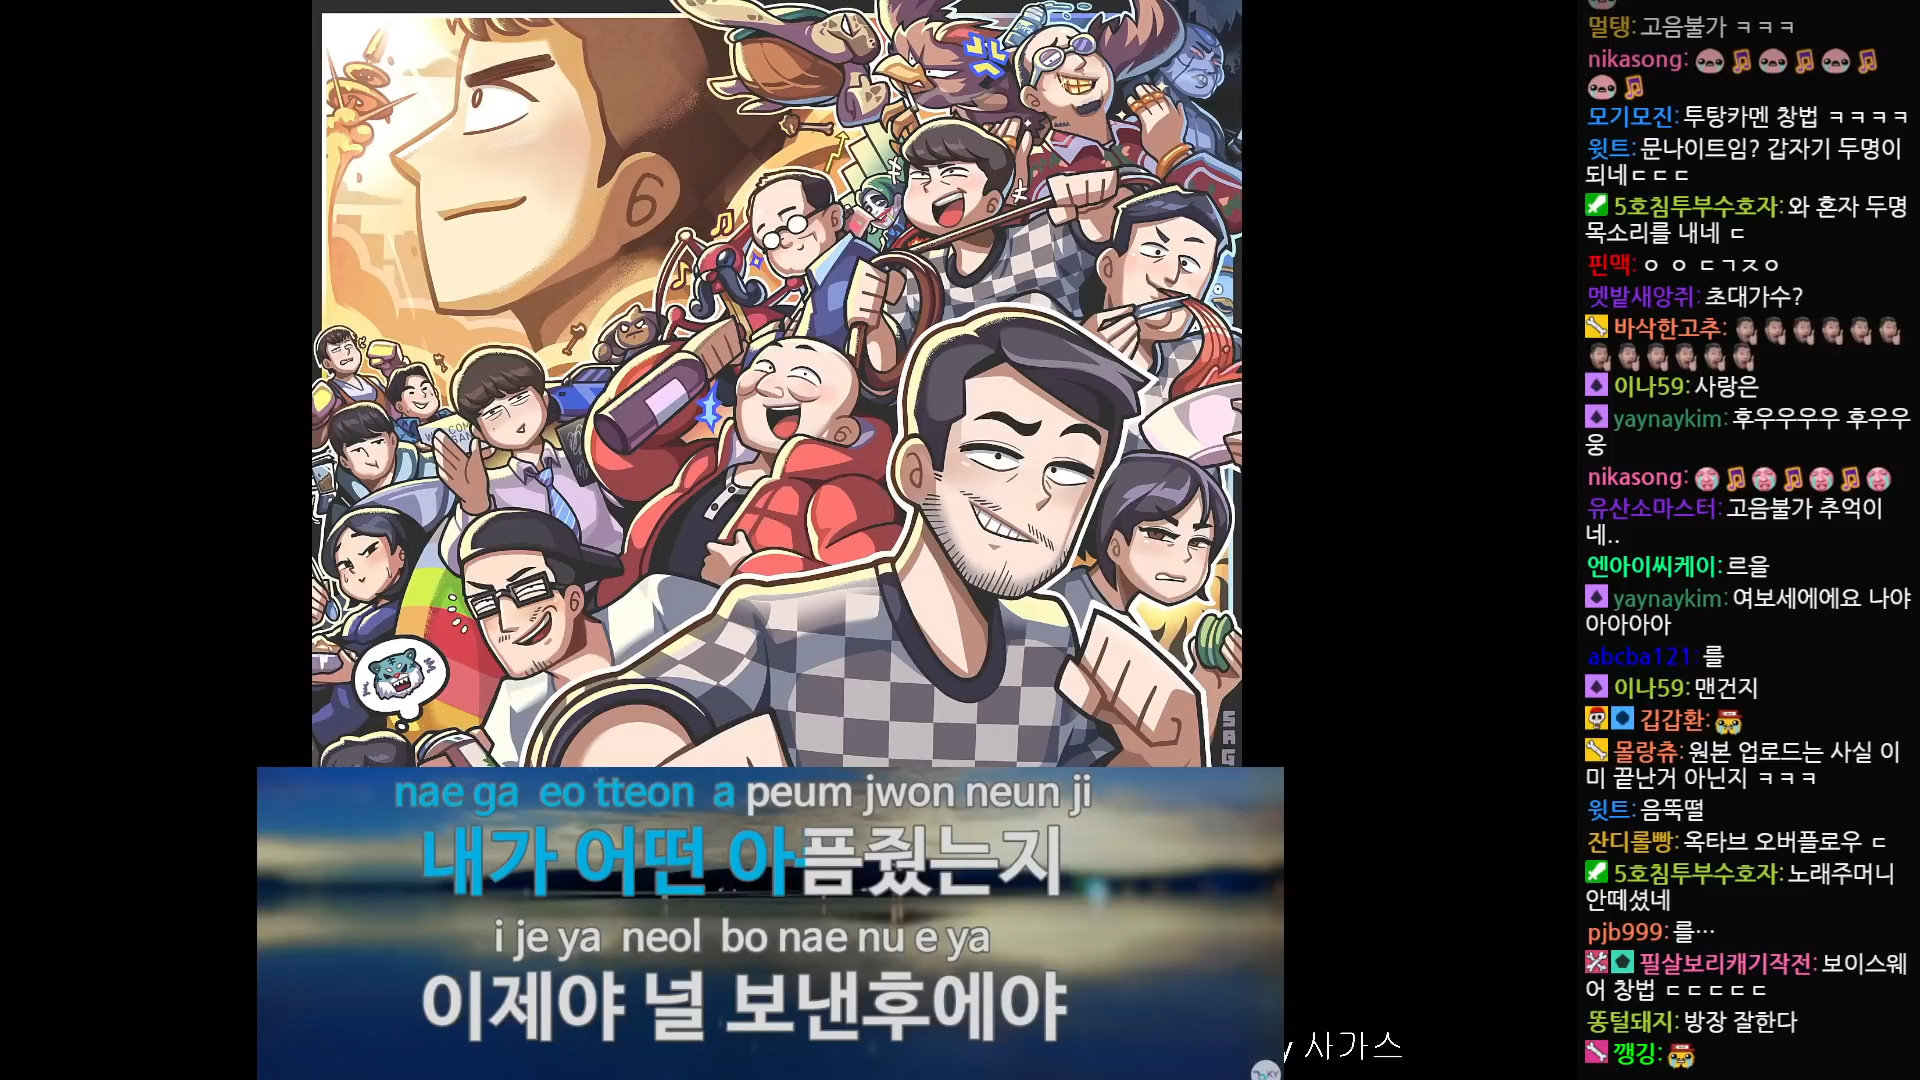 6
WELCOME
SAG
nae ga eo tteon a peum jwon neun ji
내가 어떤 아픔줬는지
i je ya neol bo nae nu e ya
이제야 널 보낸후에야
y 사가스
KY
멀탱: 고음불가 ㅋㅋㅋ
nikasong:
모기모진: 투탕카멘 창법 ㅋㅋㅋㅋ
윗트: 문나이트임? 갑자기 두명이
되네ㄷㄷㄷ
5호침투부수호자: 와 혼자 두명
목소리를 내네 ㄷ
핀맥: ㅇ ㅇ ㄷㄱㅈㅇ
멧밭새앙쥐: 초대가수?
바삭한고추:
이나59: 사랑은
yaynaykim: 후우우우우 후우우
웅
nikasong:
유산소마스터: 고음불가 추억이
네..
엔아이씨케이: 르을
yaynaykim: 여보세에에요 나야
아아아아
abcba121: 를
이나59: 맨건지
김갑환:
몰랑츄: 원본 업로드는 사실 이
미 끝난거 아닌지 ㅋㅋㅋ
윗트: 음뚝떨
잔디롤빵: 옥타브 오버플로우 ㄷ
5호침투부수호자: 노래주머니
안떼셨네
pjb999: 를…
필살보리캐기작전: 보이스웨
어 창법 ㄷㄷㄷㄷㄷ
똥털돼지: 방장 잘한다
깽깅: